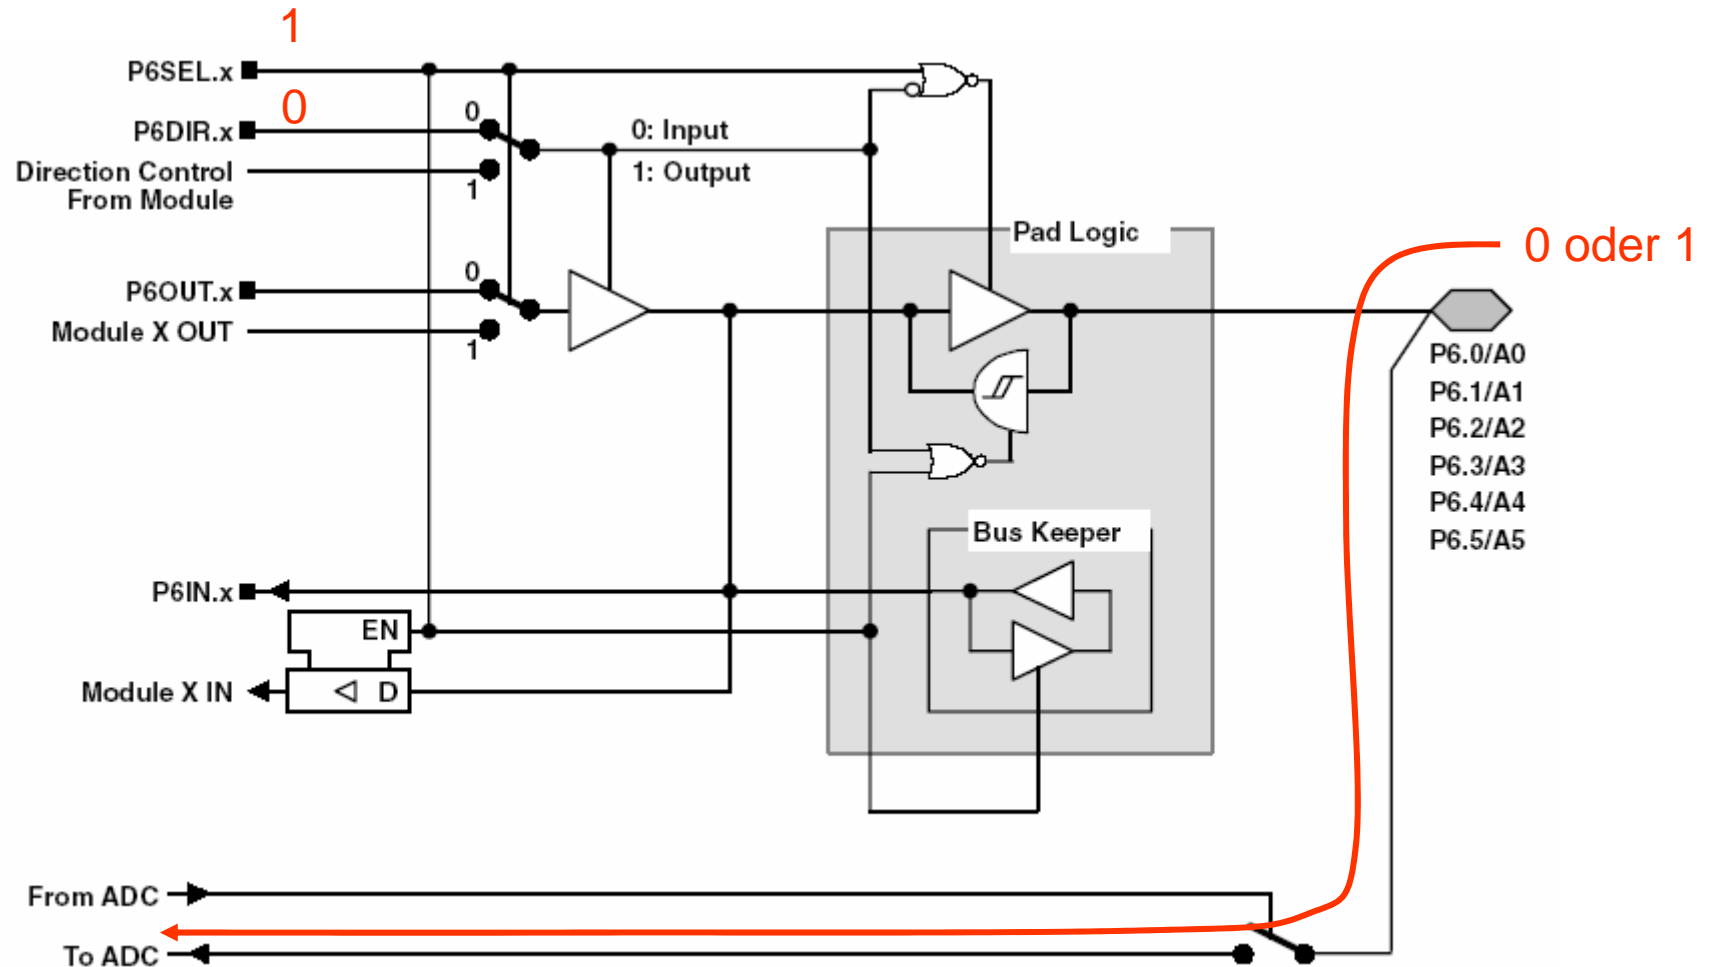 1
P6SEL.x
0
0
P6DIR.x
0: Input
Direction Control
From Module
1
1: Output
Pad Logic
0 oder 1
0
P6OUT.x
Module X OUT
1
P6.0/A0
P6.1/A1
P6.2/A2
P6.3/A3
P6.4/A4
P6.5/A5
Bus Keeper
P6IN.x
EN
Module X IN
D
From ADC
To ADC